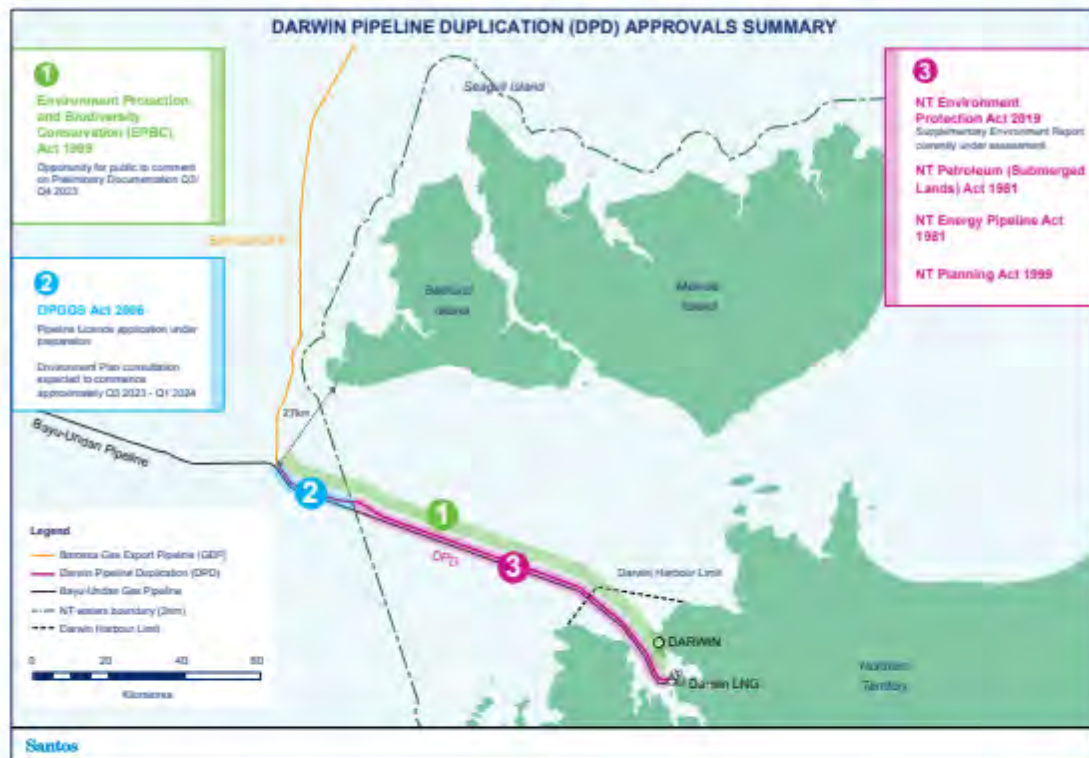 DARWIN PIPELINE DUPLICATION (DPD) APPROVALS SUMMARY
1
Environment Protection
and Biodiversity
Conservation (EPBC),
Act 1999
Opportunity for public to comment
on Preliminary Documentation Q3/
Q4 2023
2
OPGGS Act 2006
Pipeline Licence application under
preparation
Environment Plan consultation
expected to commence
approximately Q3 2023 - Q1 2024
3
NT Environment
Protection Act 2019
Supplementary Environment Report
currently under assessment
NT Petroleum (Submerged
Lands) Act 1981
NT Energy Pipeline Act
1981
NT Planning Act 1999
Seagull Island
Bathurst
Island
Melville
Island
Bayu-Undan Pipeline
2
1
DPD
3
Darwin Harbour Limit
DARWIN
Darwin LNG
Northern
Territory
Legend
Barossa Gas Export Pipeline (GEP)
Darwin Pipeline Duplication (DPD)
Bayu-Undan Gas Pipeline
NT waters boundary (3nm)
Darwin Harbour Limit
0 20 40 60
Kilometres
Santos